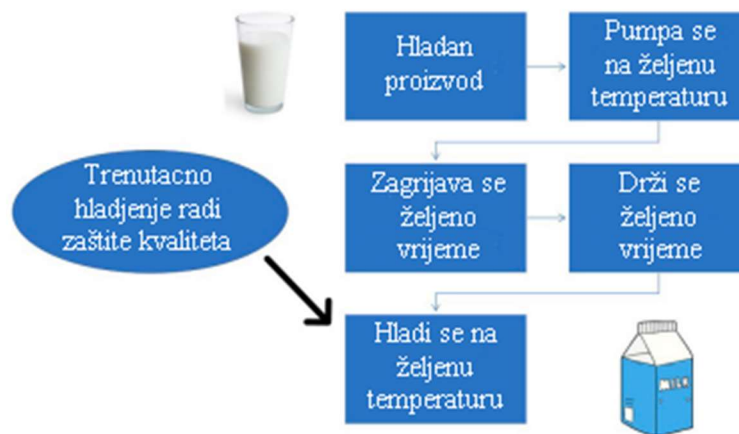 Hladan
proizvod
Pumpa se
na željenu
temperaturu
Trenutacno
hladjenje radi
zaštite kvaliteta
Zagrijava se
željeno
vrijeme
Drži se
željeno
vrijeme
Hladi se na
željenu
temperaturu
MILK